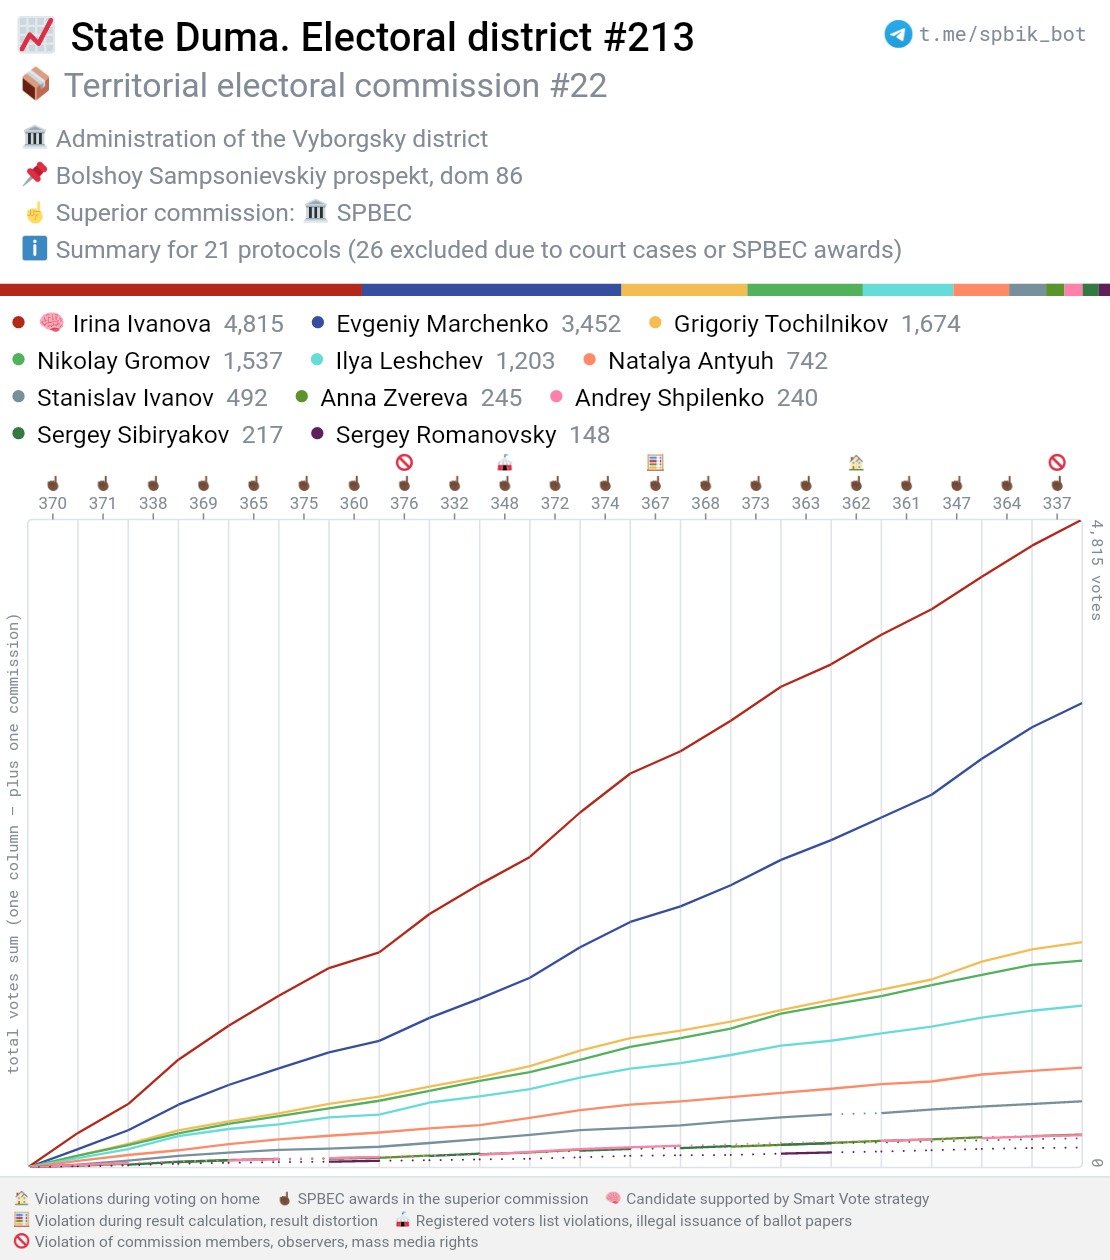 State Duma. Electoral district #213
t.me/spbik_bot
Territorial electoral commission #22
Administration of the Vyborgsky district
Bolshoy Sampsonievskiy prospekt, dom 86
Superior commission: SPBEC
Summary for 21 protocols (26 excluded due to court cases or SPBEC awards)
Irina Ivanova 4,815 Evgeniy Marchenko 3,452 Grigoriy Tochilnikov 1,674
Nikolay Gromov 1,537 Ilya Leshchev 1,203 Natalya Antyuh 742
Stanislav Ivanov 492 Anna Zvereva 245 Andrey Shpilenko 240
Sergey Sibiryakov 217 Sergey Romanovsky 148
370 371 338 369 365 375 360 376 332 348 372 374 367 368 373 363 362 361 347 364 337
total votes sum (one column – plus one commission)
4,815 votes
0
Violations during voting on home SPBEC awards in the superior commission Candidate supported by Smart Vote strategy
Violation during result calculation, result distortion Registered voters list violations, illegal issuance of ballot papers
Violation of commission members, observers, mass media rights